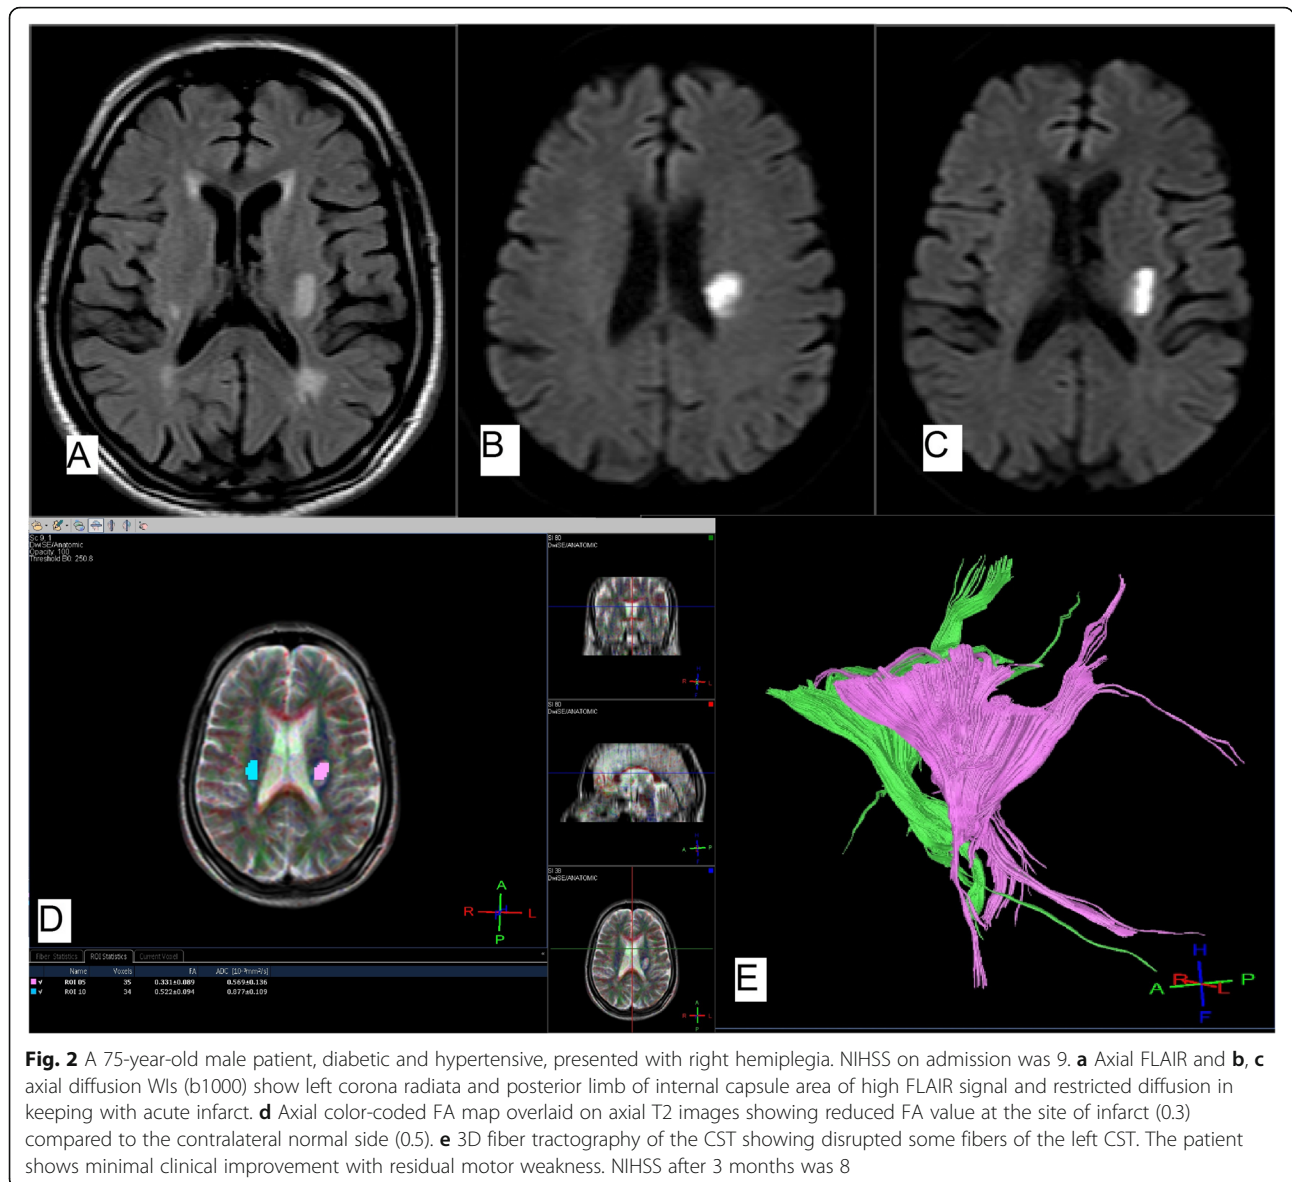 A
B
C
Sc 9, 1
DwiSE/Anatomic
Opacity: 100
Threshold B0: 250.8
SI 80
DwiSE/ANATOMIC
R L
SI 80
DwiSE/ANATOMIC
A P
SI 38
DwiSE/ANATOMIC
A
R L
P
A
R L
P
D
Fiber Statistics ROI Statistics Current Voxel
Name Voxels FA
ROI 05 35 0.331±0.089 0.569±0.136
ROI 10 34 0.522±0.094 0.877±0.109
E
H
R
A L P
F
Fig. 2 A 75-year-old male patient, diabetic and hypertensive, presented with right hemiplegia. NIHSS on admission was 9. a Axial FLAIR and b, c
axial diffusion WIs (b1000) show left corona radiata and posterior limb of internal capsule area of high FLAIR signal and restricted diffusion in
keeping with acute infarct. d Axial color-coded FA map overlaid on axial T2 images showing reduced FA value at the site of infarct (0.3)
compared to the contralateral normal side (0.5). e 3D fiber tractography of the CST showing disrupted some fibers of the left CST. The patient
shows minimal clinical improvement with residual motor weakness. NIHSS after 3 months was 8